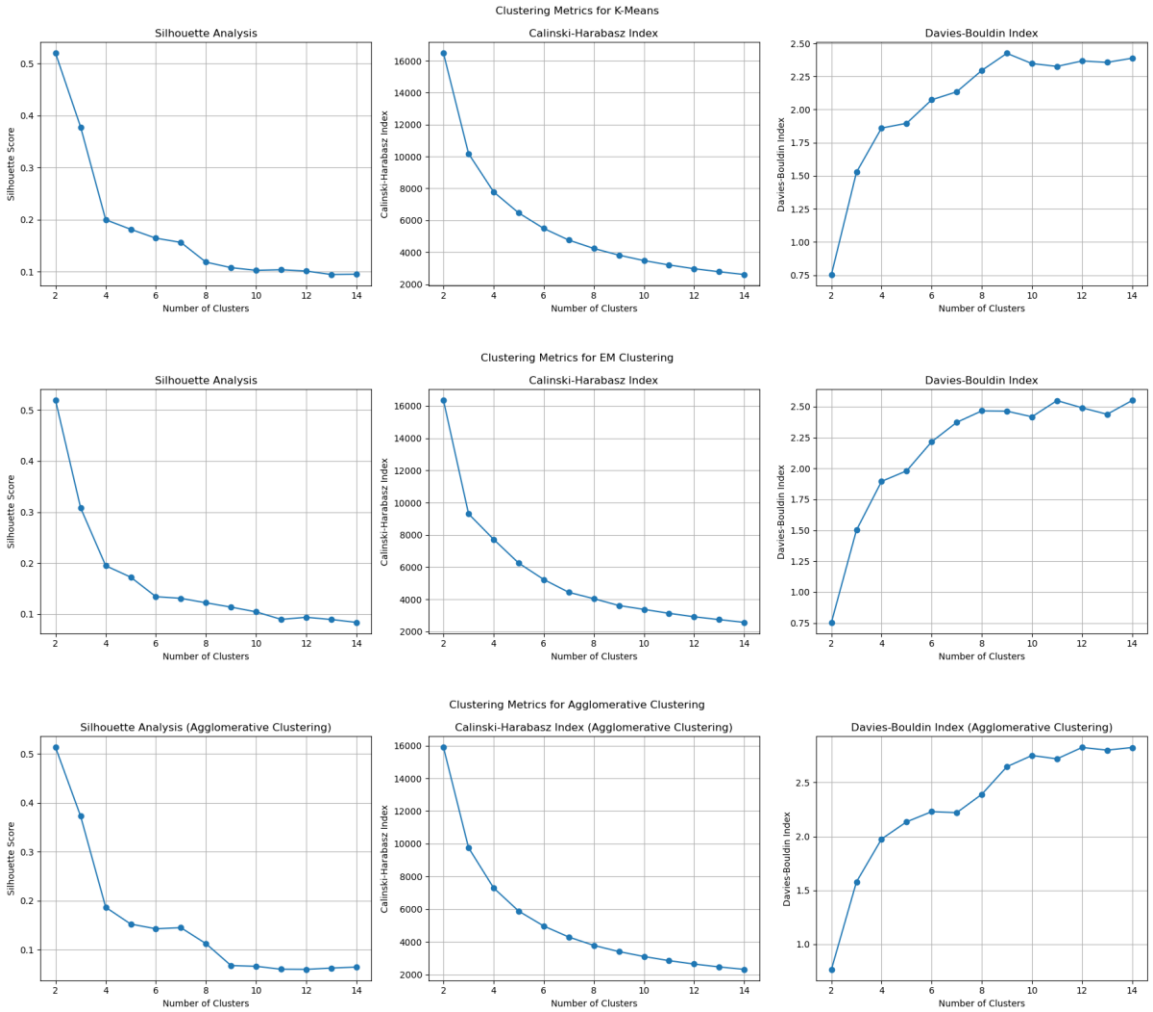 Clustering Metrics for K-Means
Silhouette Analysis
Silhouette Score
0.5
0.4
0.3
0.2
0.1
2 4 6 8 10 12 14
Number of Clusters
Calinski-Harabasz Index
Calinski-Harabasz Index
16000
14000
12000
10000
8000
6000
4000
2000
2 4 6 8 10 12 14
Number of Clusters
Davies-Bouldin Index
Davies-Bouldin Index
2.50
2.25
2.00
1.75
1.50
1.25
1.00
0.75
2 4 6 8 10 12 14
Number of Clusters
Clustering Metrics for EM Clustering
Silhouette Analysis
Silhouette Score
0.5
0.4
0.3
0.2
0.1
2 4 6 8 10 12 14
Number of Clusters
Calinski-Harabasz Index
Calinski-Harabasz Index
16000
14000
12000
10000
8000
6000
4000
2000
2 4 6 8 10 12 14
Number of Clusters
Davies-Bouldin Index
Davies-Bouldin Index
2.50
2.25
2.00
1.75
1.50
1.25
1.00
0.75
2 4 6 8 10 12 14
Number of Clusters
Clustering Metrics for Agglomerative Clustering
Silhouette Analysis (Agglomerative Clustering)
Silhouette Score
0.5
0.4
0.3
0.2
0.1
2 4 6 8 10 12 14
Number of Clusters
Calinski-Harabasz Index (Agglomerative Clustering)
Calinski-Harabasz Index
16000
14000
12000
10000
8000
6000
4000
2000
2 4 6 8 10 12 14
Number of Clusters
Davies-Bouldin Index (Agglomerative Clustering)
Davies-Bouldin Index
2.5
2.0
1.5
1.0
2 4 6 8 10 12 14
Number of Clusters